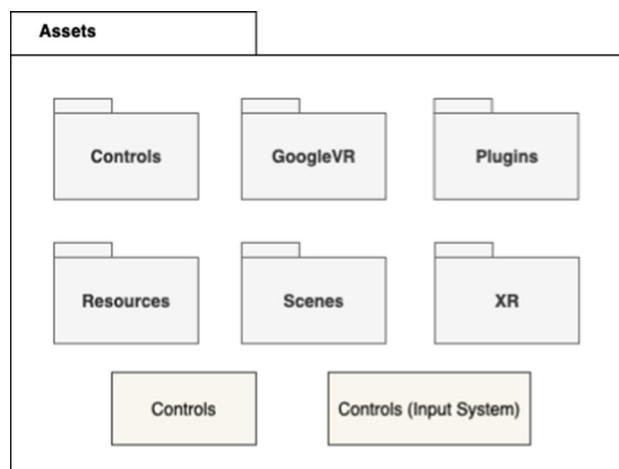 Assets
Controls
GoogleVR
Plugins
Resources
Scenes
XR
Controls
Controls (Input System)